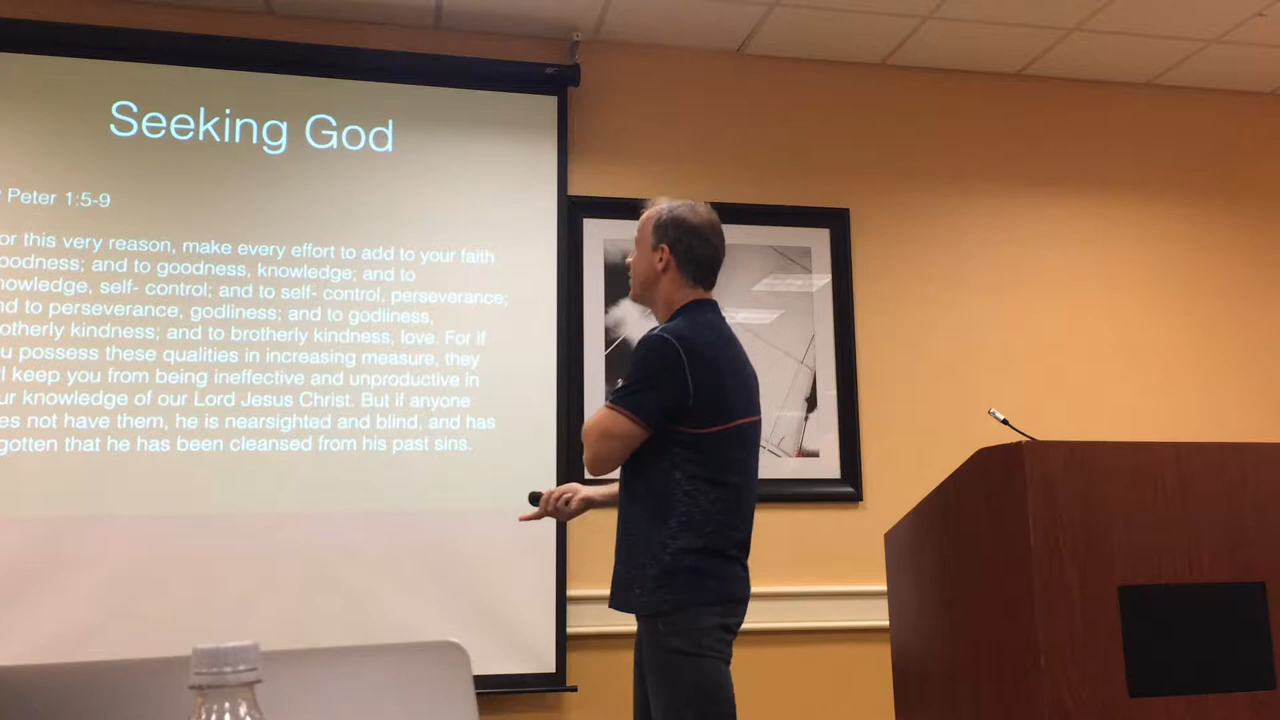 Seeking God
Peter 1:5-9
or this very reason, make every effort to add to your faith
oodness; and to goodness, knowledge; and to
nowledge, self- control; and to self- control, perseverance;
nd to perseverance, godliness; and to godliness,
otherly kindness; and to brotherly kindness, love. For if
u possess these qualities in increasing measure, they
l keep you from being ineffective and unproductive in
ur knowledge of our Lord Jesus Christ. But if anyone
es not have them, he is nearsighted and blind, and has
gotten that he has been cleansed from his past sins.